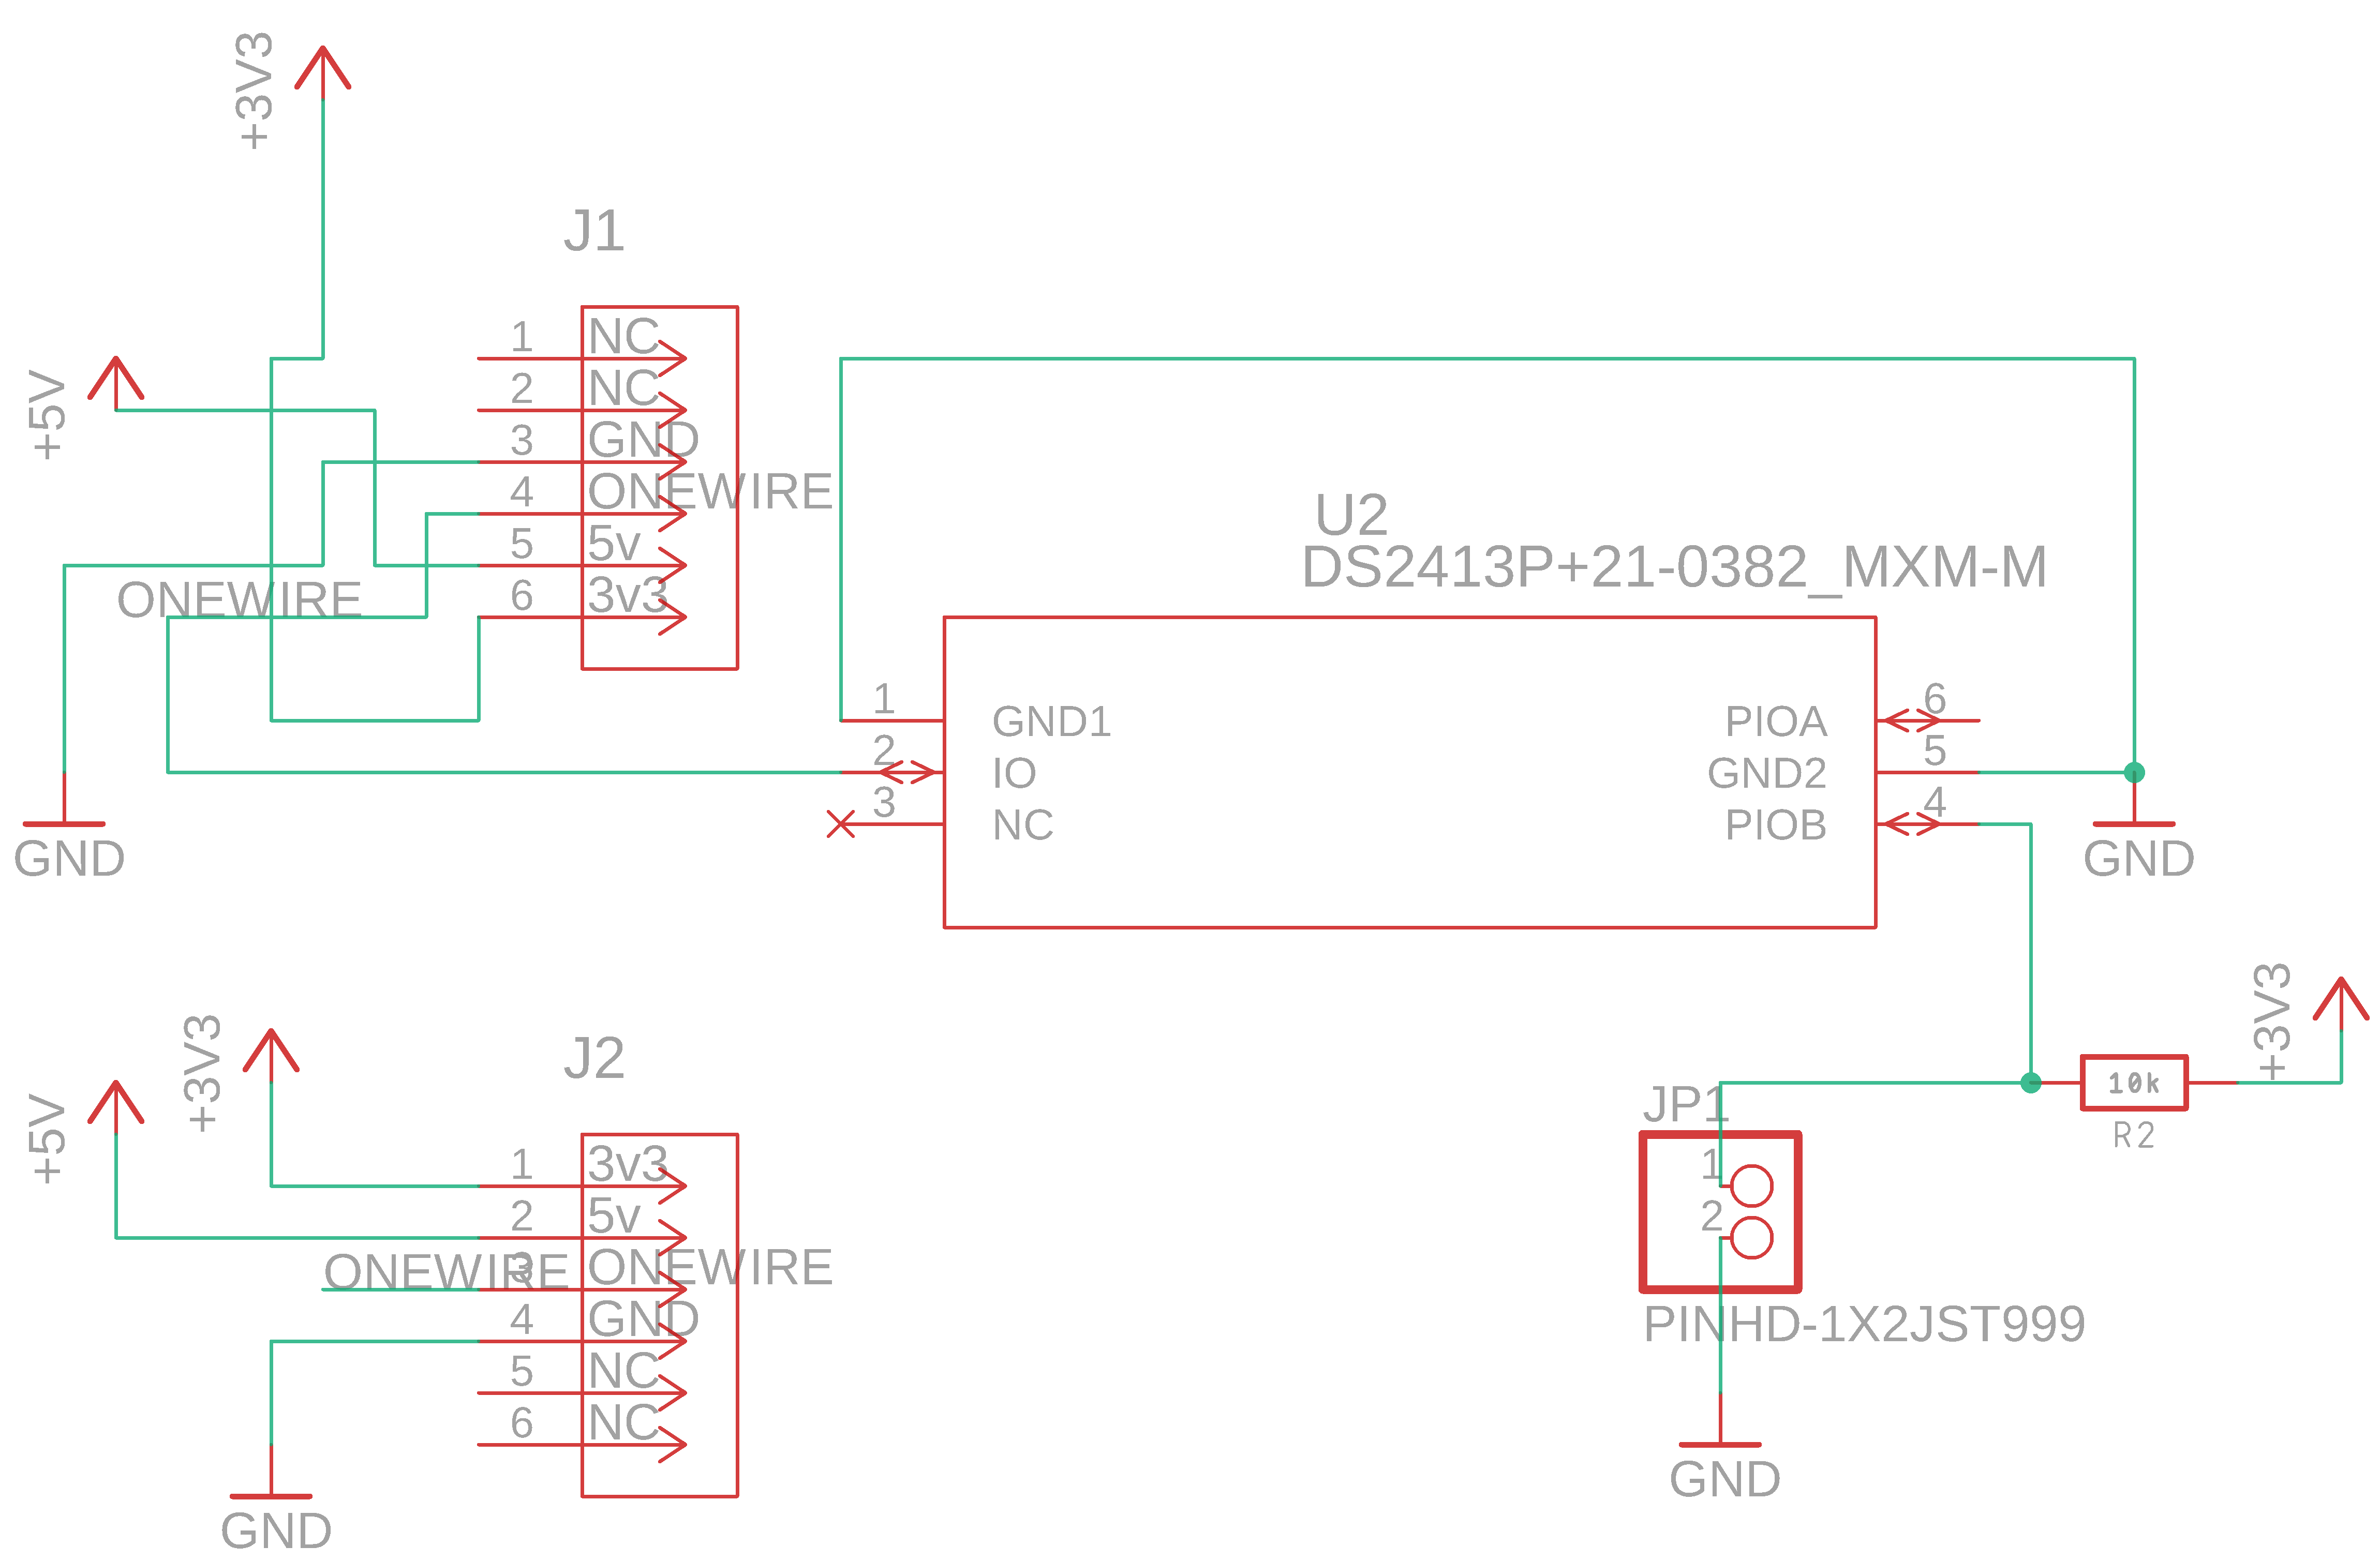 +3V3
J1
+5V
1 NC
2 NC
3 GND
4 ONEWIRE
5 5v
6 3v3
ONEWIRE
GND
U2
DS2413P+21-0382_MXM-M
1 GND1
2 IO
3 NC
PIOA 6
GND2 5
PIOB 4
GND
+5V
+3V3
J2
1 3v3
2 5v
ONEWIRE
3 ONEWIRE
4 GND
5 NC
6 NC
GND
JP1
1
2
PINHD-1X2JST999
GND
10k
R2
+3V3